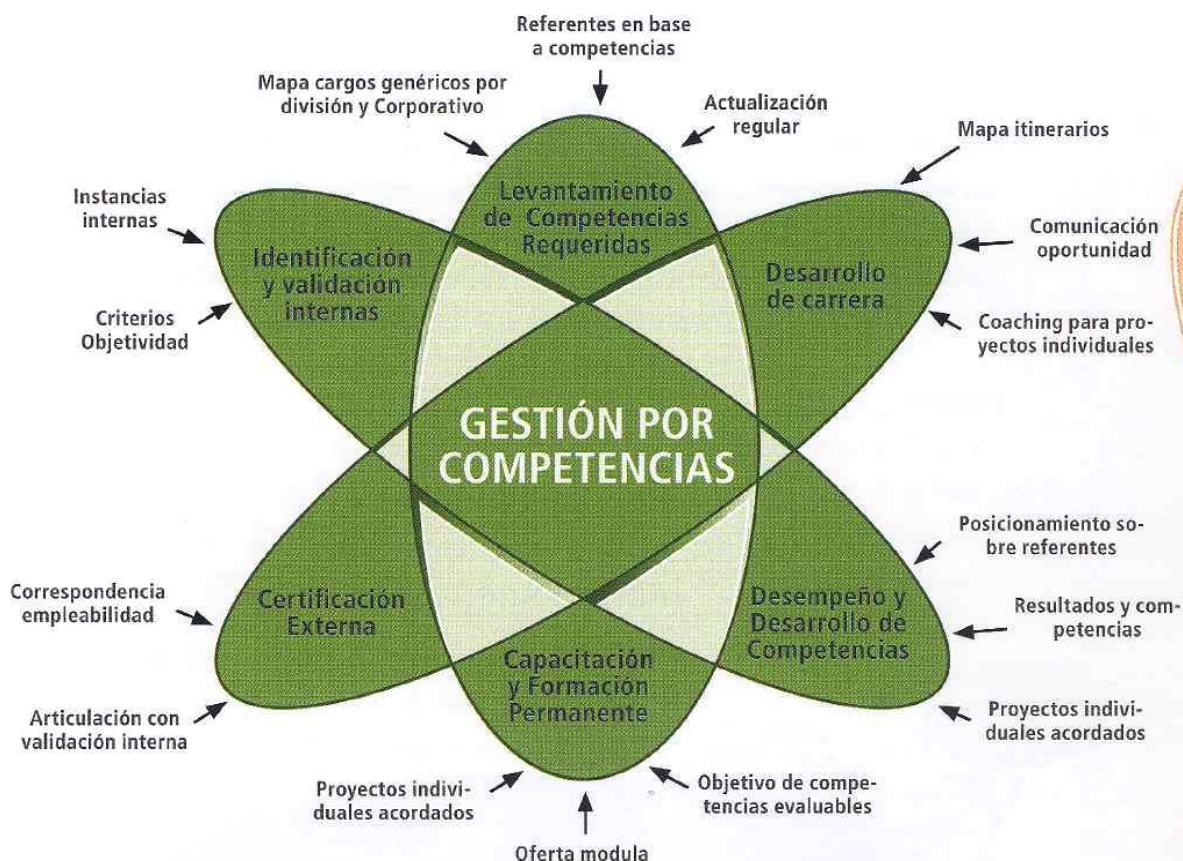 Referentes en base
a competencias
Mapa cargos genéricos por
división y Corporativo
Actualización
regular
Mapa itinerarios
Instancias
internas
Levantamiento
de Competencias
Requeridas
Comunicación
oportunidad
Identificación
y validación
internas
Desarrollo
de carrera
Criterios
Objetividad
Coaching para pro-
yectos individuales
GESTIÓN POR
COMPETENCIAS
Posicionamiento so-
bre referentes
Correspondencia
empleabilidad
Certificación
Externa
Desempeño y
Desarrollo de
Competencias
Resultados y com-
petencias
Capacitación
y Formación
Permanente
Articulación con
validación interna
Proyectos indivi-
duales acordados
Proyectos indivi-
duales acordados
Objetivo de compe-
tencias evaluables
Oferta modula